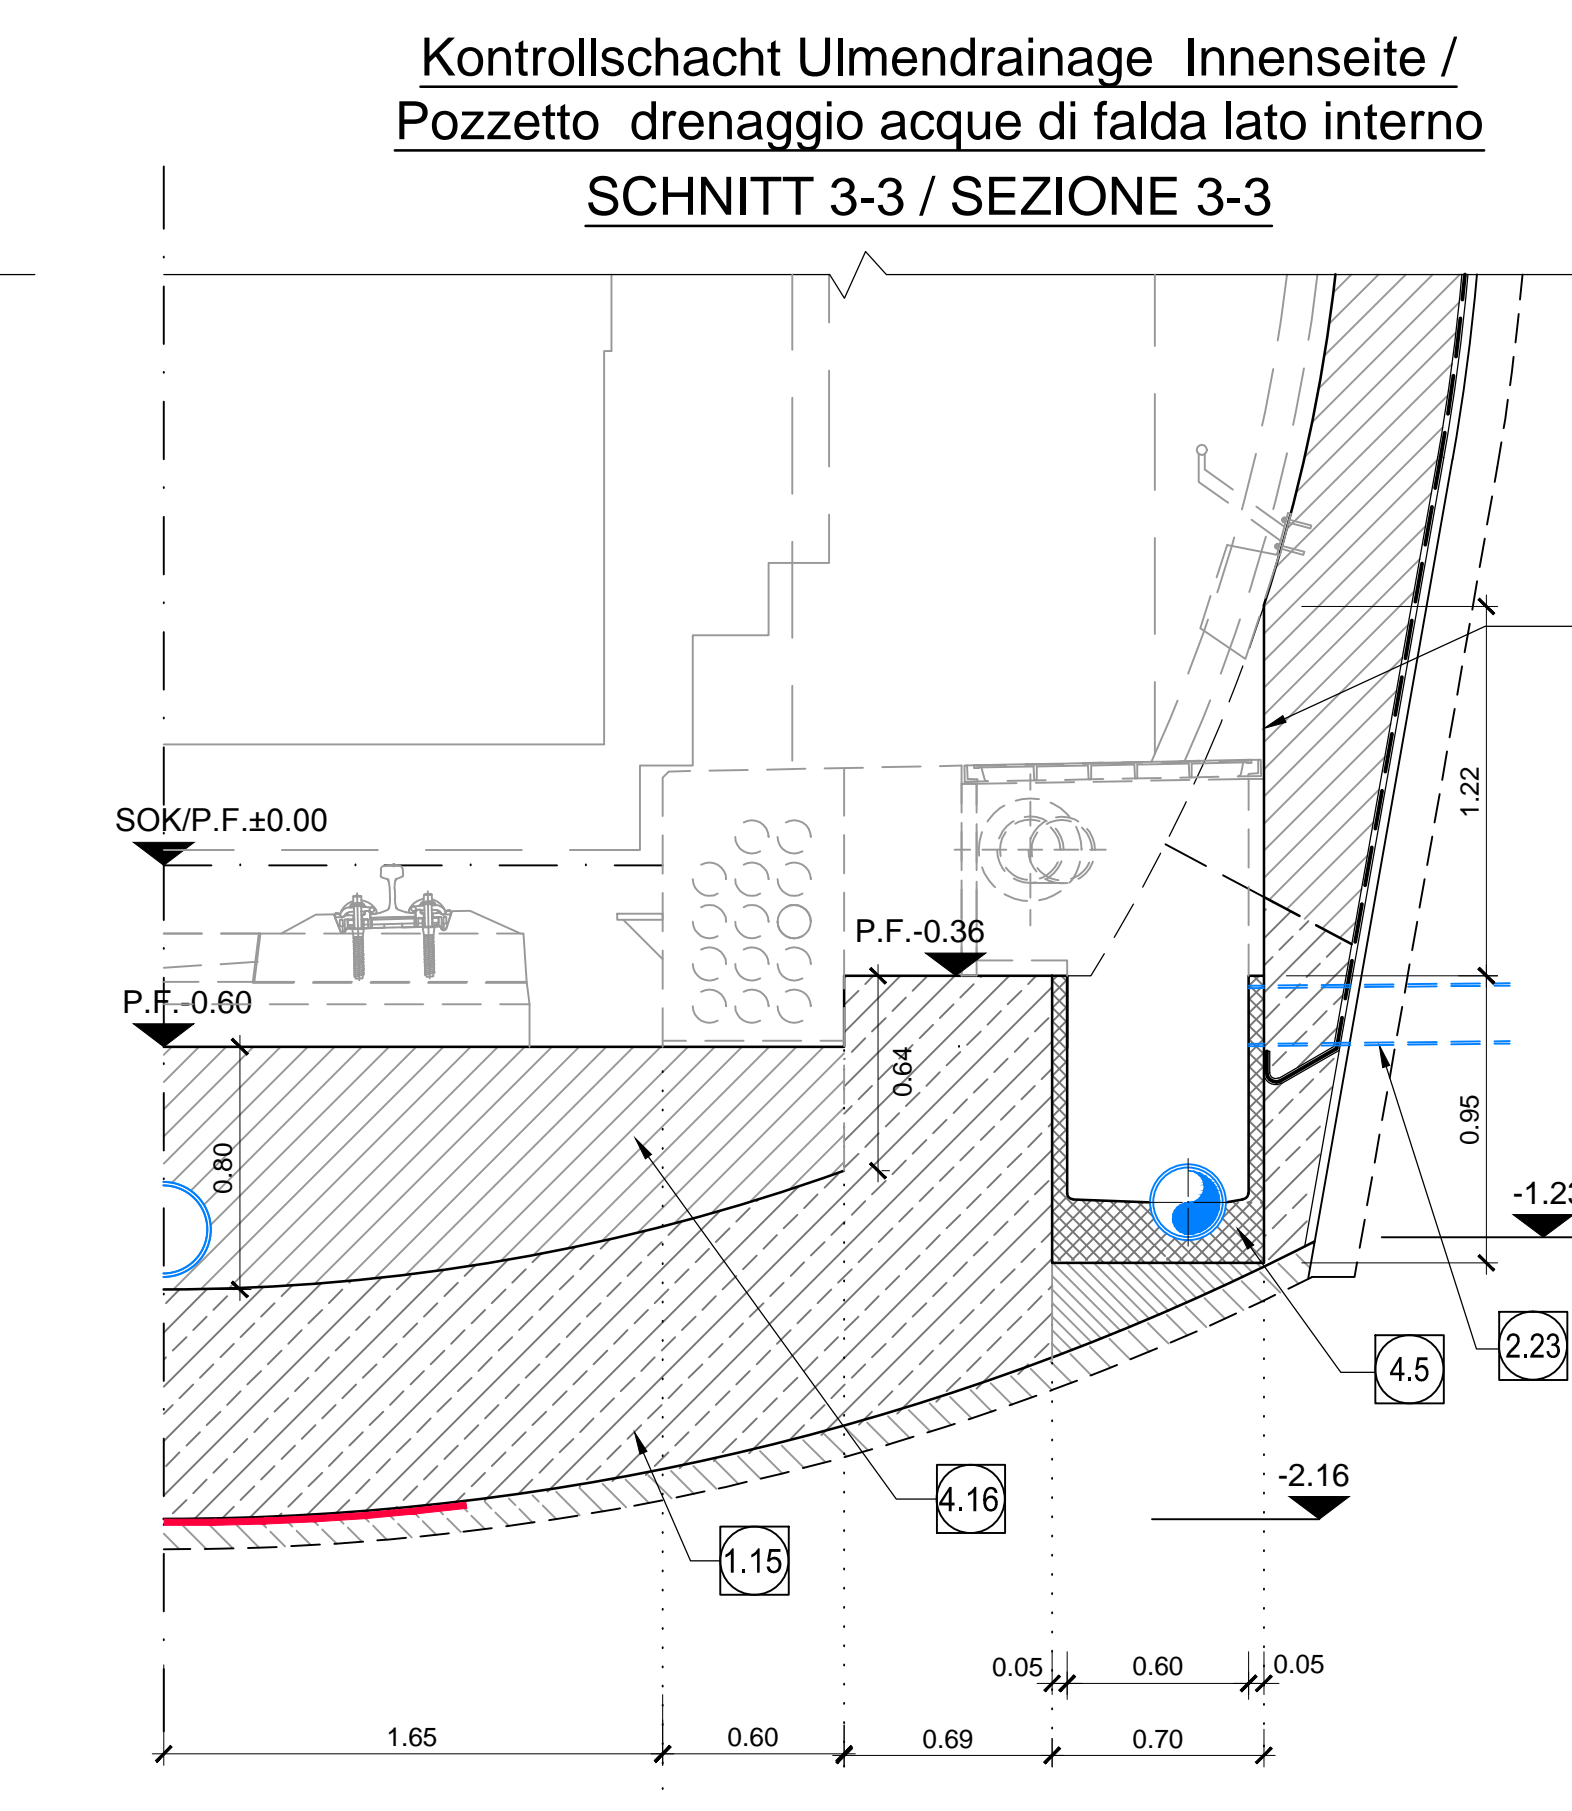 Kontrollschacht Ulmendrainage Innenseite /
Pozzetto drenaggio acque di falda lato interno
SCHNITT 3-3 / SEZIONE 3-3
SOK/P.F.±0.00
1.22
P.F.-0.36
P.F.-0.60
0.64
0.95
0.80
-1.23
2.23
4.5
-2.16
4.16
1.15
0.05
0.60
0.05
1.65
0.60
0.69
0.70